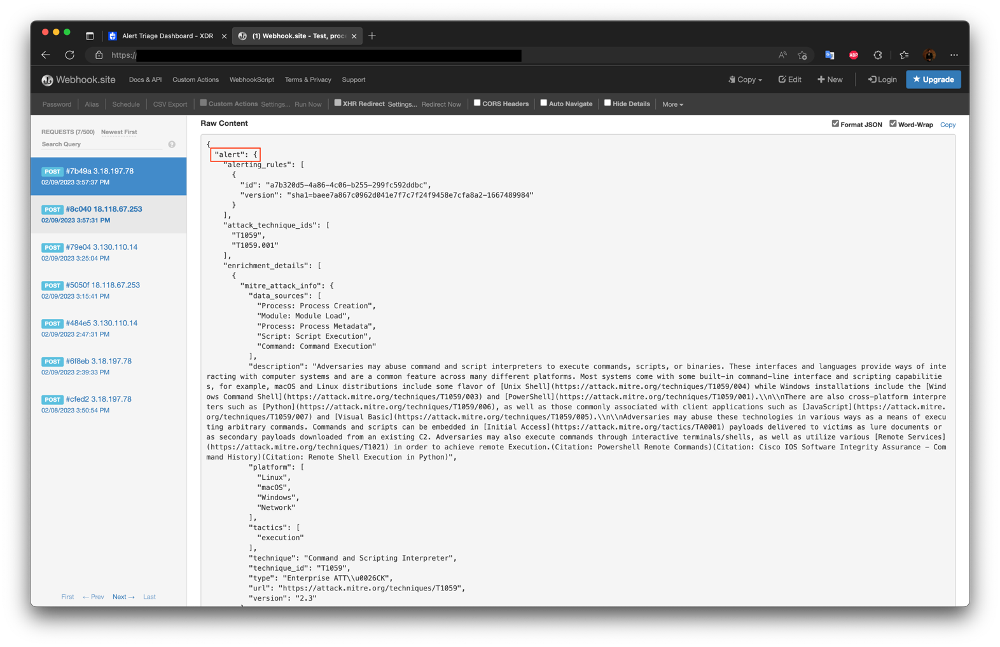 Alert Triage Dashboard - XDR
(1) Webhook.site - Test, proc
https://
ABP
Webhook.site
Docs & API
Custom Actions
WebhookScript
Terms & Privacy
Support
Copy
Edit
New
Login
Upgrade
Password
Alias
Schedule
CSV Export
Custom Actions Settings... Run Now
XHR Redirect Settings... Redirect Now
CORS Headers
Auto Navigate
Hide Details
More
REQUESTS (7/500) Newest First
Search Query
?
POST #7b49a 3.18.197.78
02/09/2023 3:57:37 PM
POST #8c040 18.118.67.253
02/09/2023 3:57:31 PM
POST #79e04 3.130.110.14
02/09/2023 3:25:04 PM
POST #5050f 18.118.67.253
02/09/2023 3:15:41 PM
POST #484e5 3.130.110.14
02/09/2023 2:47:31 PM
POST #6f8eb 3.18.197.78
02/09/2023 2:39:33 PM
POST #cfed2 3.18.197.78
02/08/2023 3:50:54 PM
First ← Prev Next → Last
Raw Content
Format JSON
Word-Wrap
Copy
{
"alert": {
"alerting_rules": [
{
"id": "a7b320d5-4a86-4c06-b255-299fc592ddbc",
"version": "sha1=baee7a867c0962d041e7f7c7f24f9458e7cfa8a2-1667489984"
}
],
"attack_technique_ids": [
"T1059",
"T1059.001"
],
"enrichment_details": [
{
"mitre_attack_info": {
"data_sources": [
"Process: Process Creation",
"Module: Module Load",
"Process: Process Metadata",
"Script: Script Execution",
"Command: Command Execution"
],
"description": "Adversaries may abuse command and script interpreters to execute commands, scripts, or binaries. These interfaces and languages provide ways of inte
racting with computer systems and are a common feature across many different platforms. Most systems come with some built-in command-line interface and scripting capabilitie
s, for example, macOS and Linux distributions include some flavor of [Unix Shell](https://attack.mitre.org/techniques/T1059/004) while Windows installations include the [Wind
ows Command Shell](https://attack.mitre.org/techniques/T1059/003) and [PowerShell](https://attack.mitre.org/techniques/T1059/001).\\n\\nThere are also cross-platform interpre
ters such as [Python](https://attack.mitre.org/techniques/T1059/006), as well as those commonly associated with client applications such as [JavaScript](https://attack.mitre.
org/techniques/T1059/007) and [Visual Basic](https://attack.mitre.org/techniques/T1059/005).\\n\\nAdversaries may abuse these technologies in various ways as a means of execu
ting arbitrary commands. Commands and scripts can be embedded in [Initial Access](https://attack.mitre.org/tactics/TA0001) payloads delivered to victims as lure documents or
as secondary payloads downloaded from an existing C2. Adversaries may also execute commands through interactive terminals/shells, as well as utilize various [Remote Services]
(https://attack.mitre.org/techniques/T1021) in order to achieve remote Execution.(Citation: Powershell Remote Commands)(Citation: Cisco IOS Software Integrity Assurance - Com
mand History)(Citation: Remote Shell Execution in Python)",
"platform": [
"Linux",
"macOS",
"Windows",
"Network"
],
"tactics": [
"execution"
],
"technique": "Command and Scripting Interpreter",
"technique_id": "T1059",
"type": "Enterprise ATT\\u0026CK",
"url": "https://attack.mitre.org/techniques/T1059",
"version": "2.3"